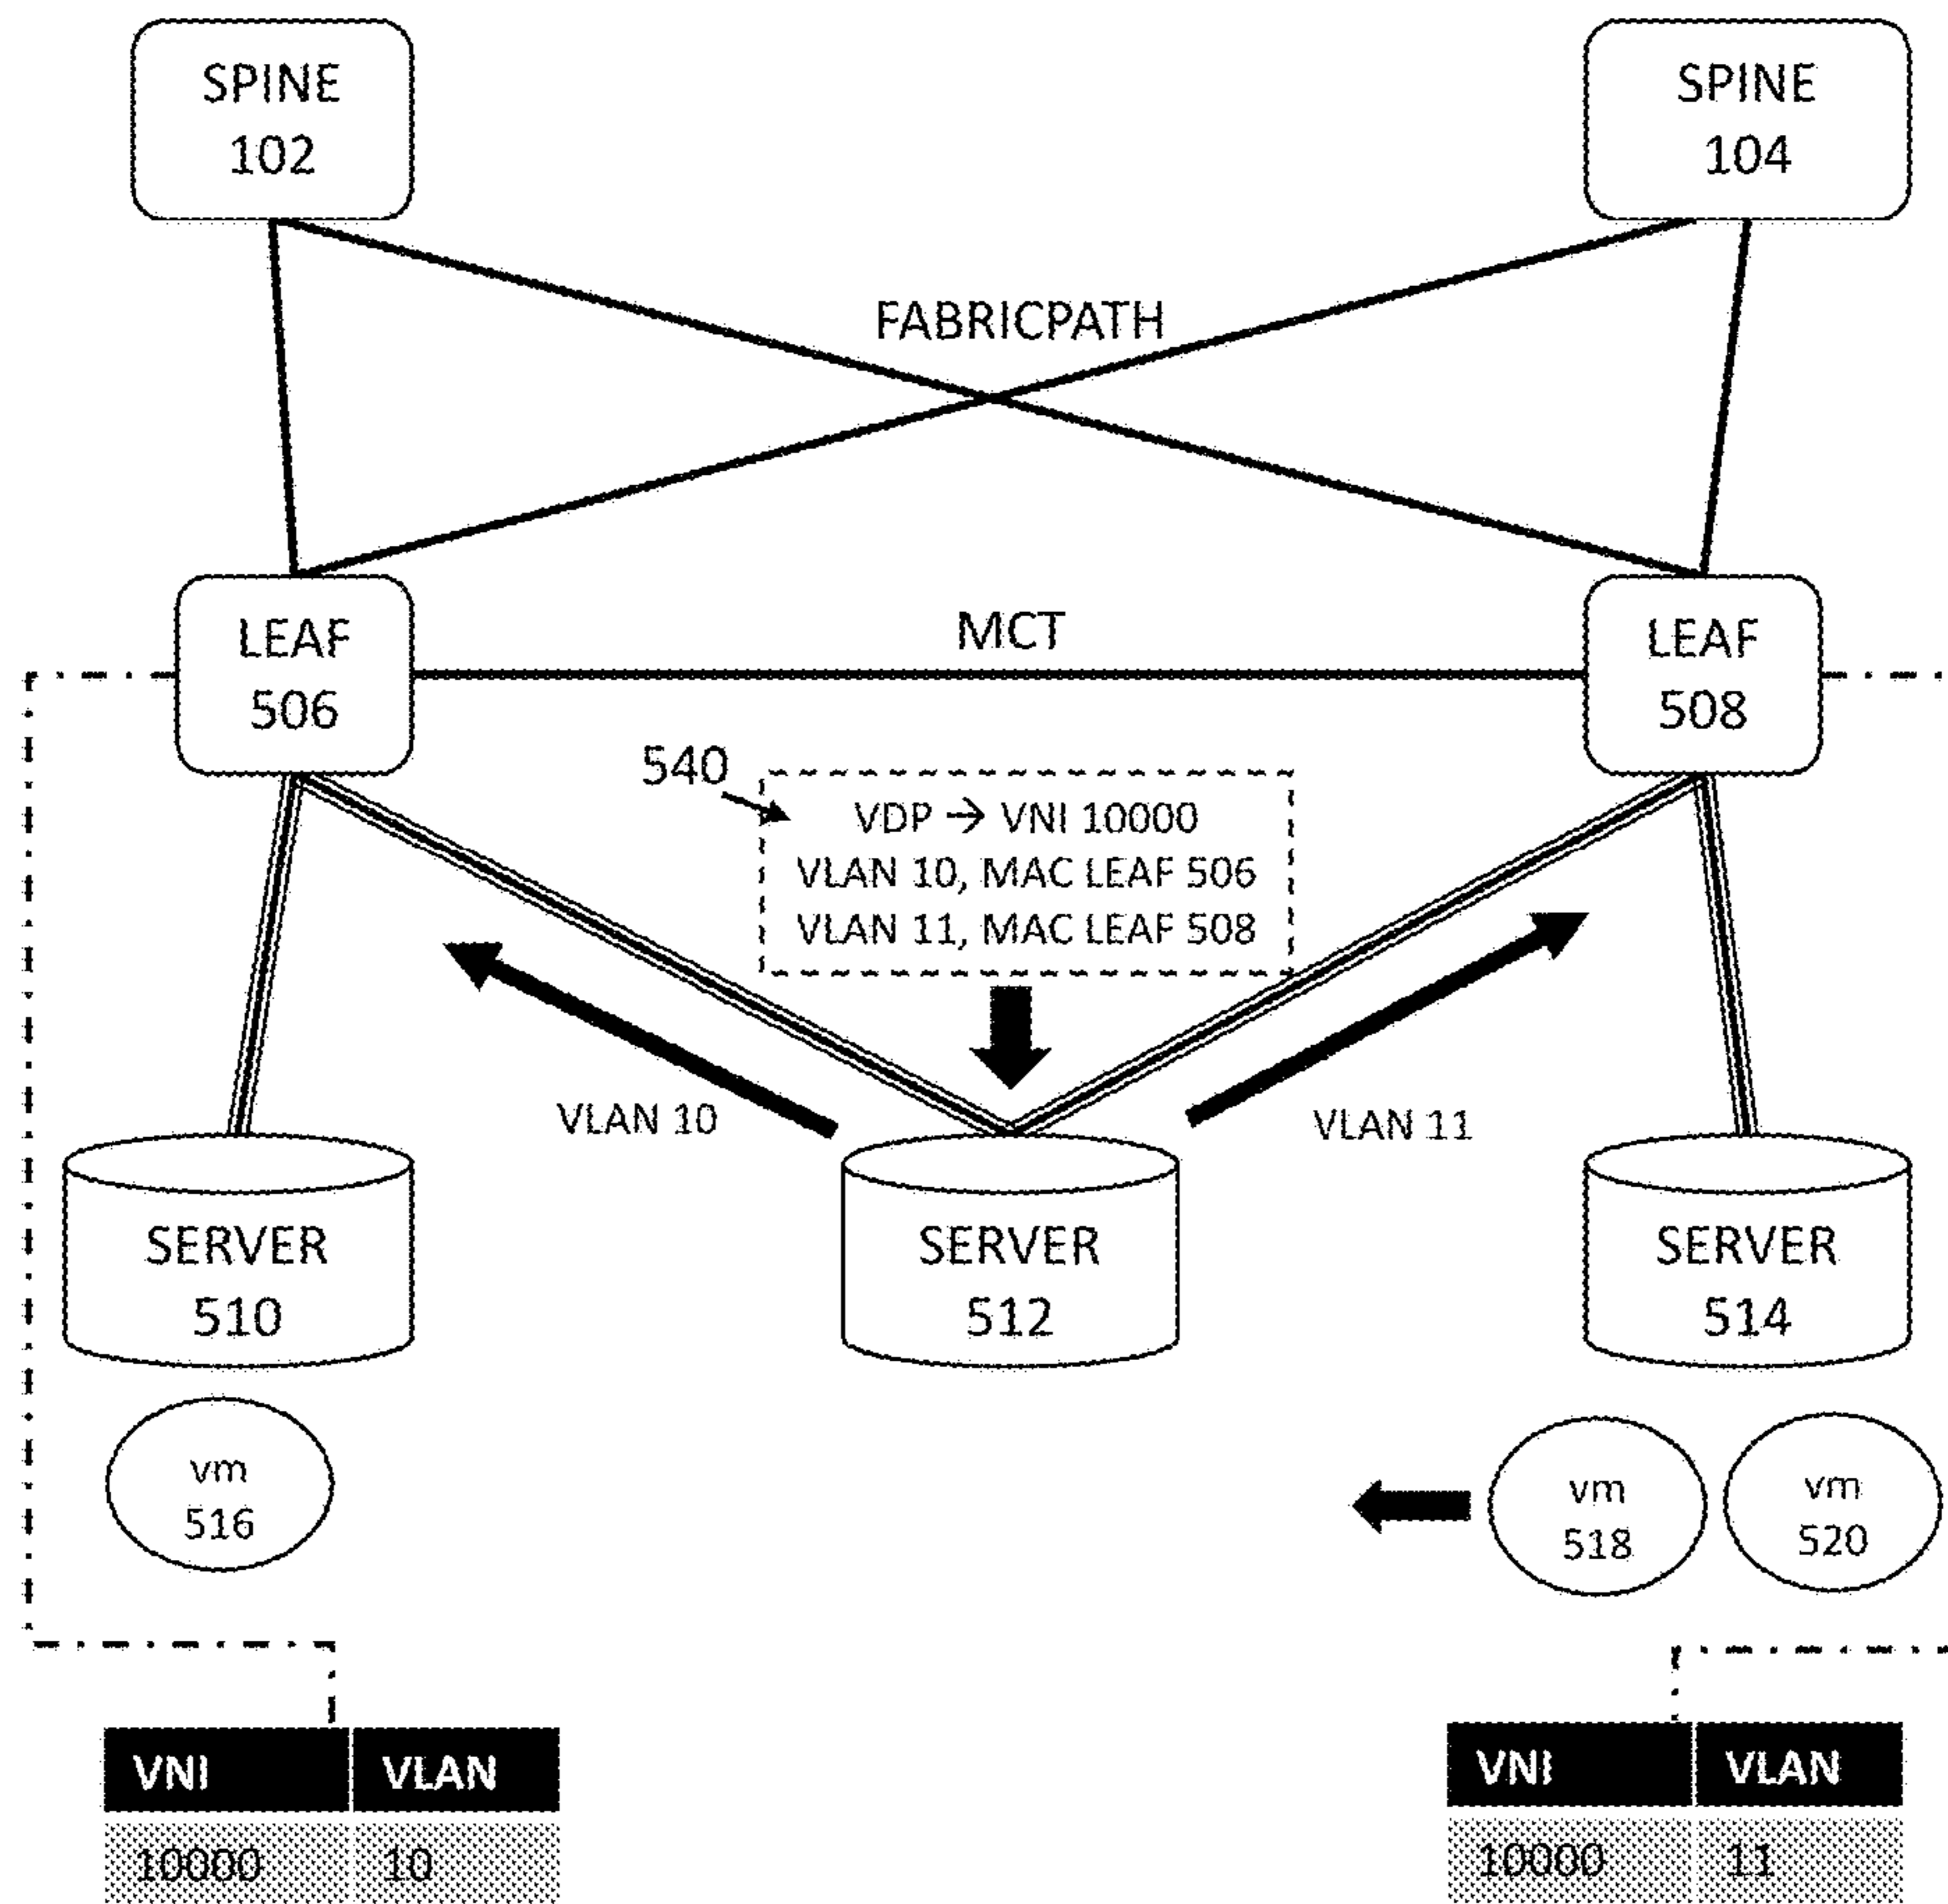 SPINE
102
SPINE
104
FABRICPATH
LEAF
506
MCT
LEAF
508
540
VDP → VNI 10000
VLAN 10, MAC LEAF 506
VLAN 11, MAC LEAF 508
VLAN 10
VLAN 11
SERVER
510
SERVER
512
SERVER
514
vm
516
vm
518
vm
520
VNI VLAN
10000 10
VNI VLAN
10000 11